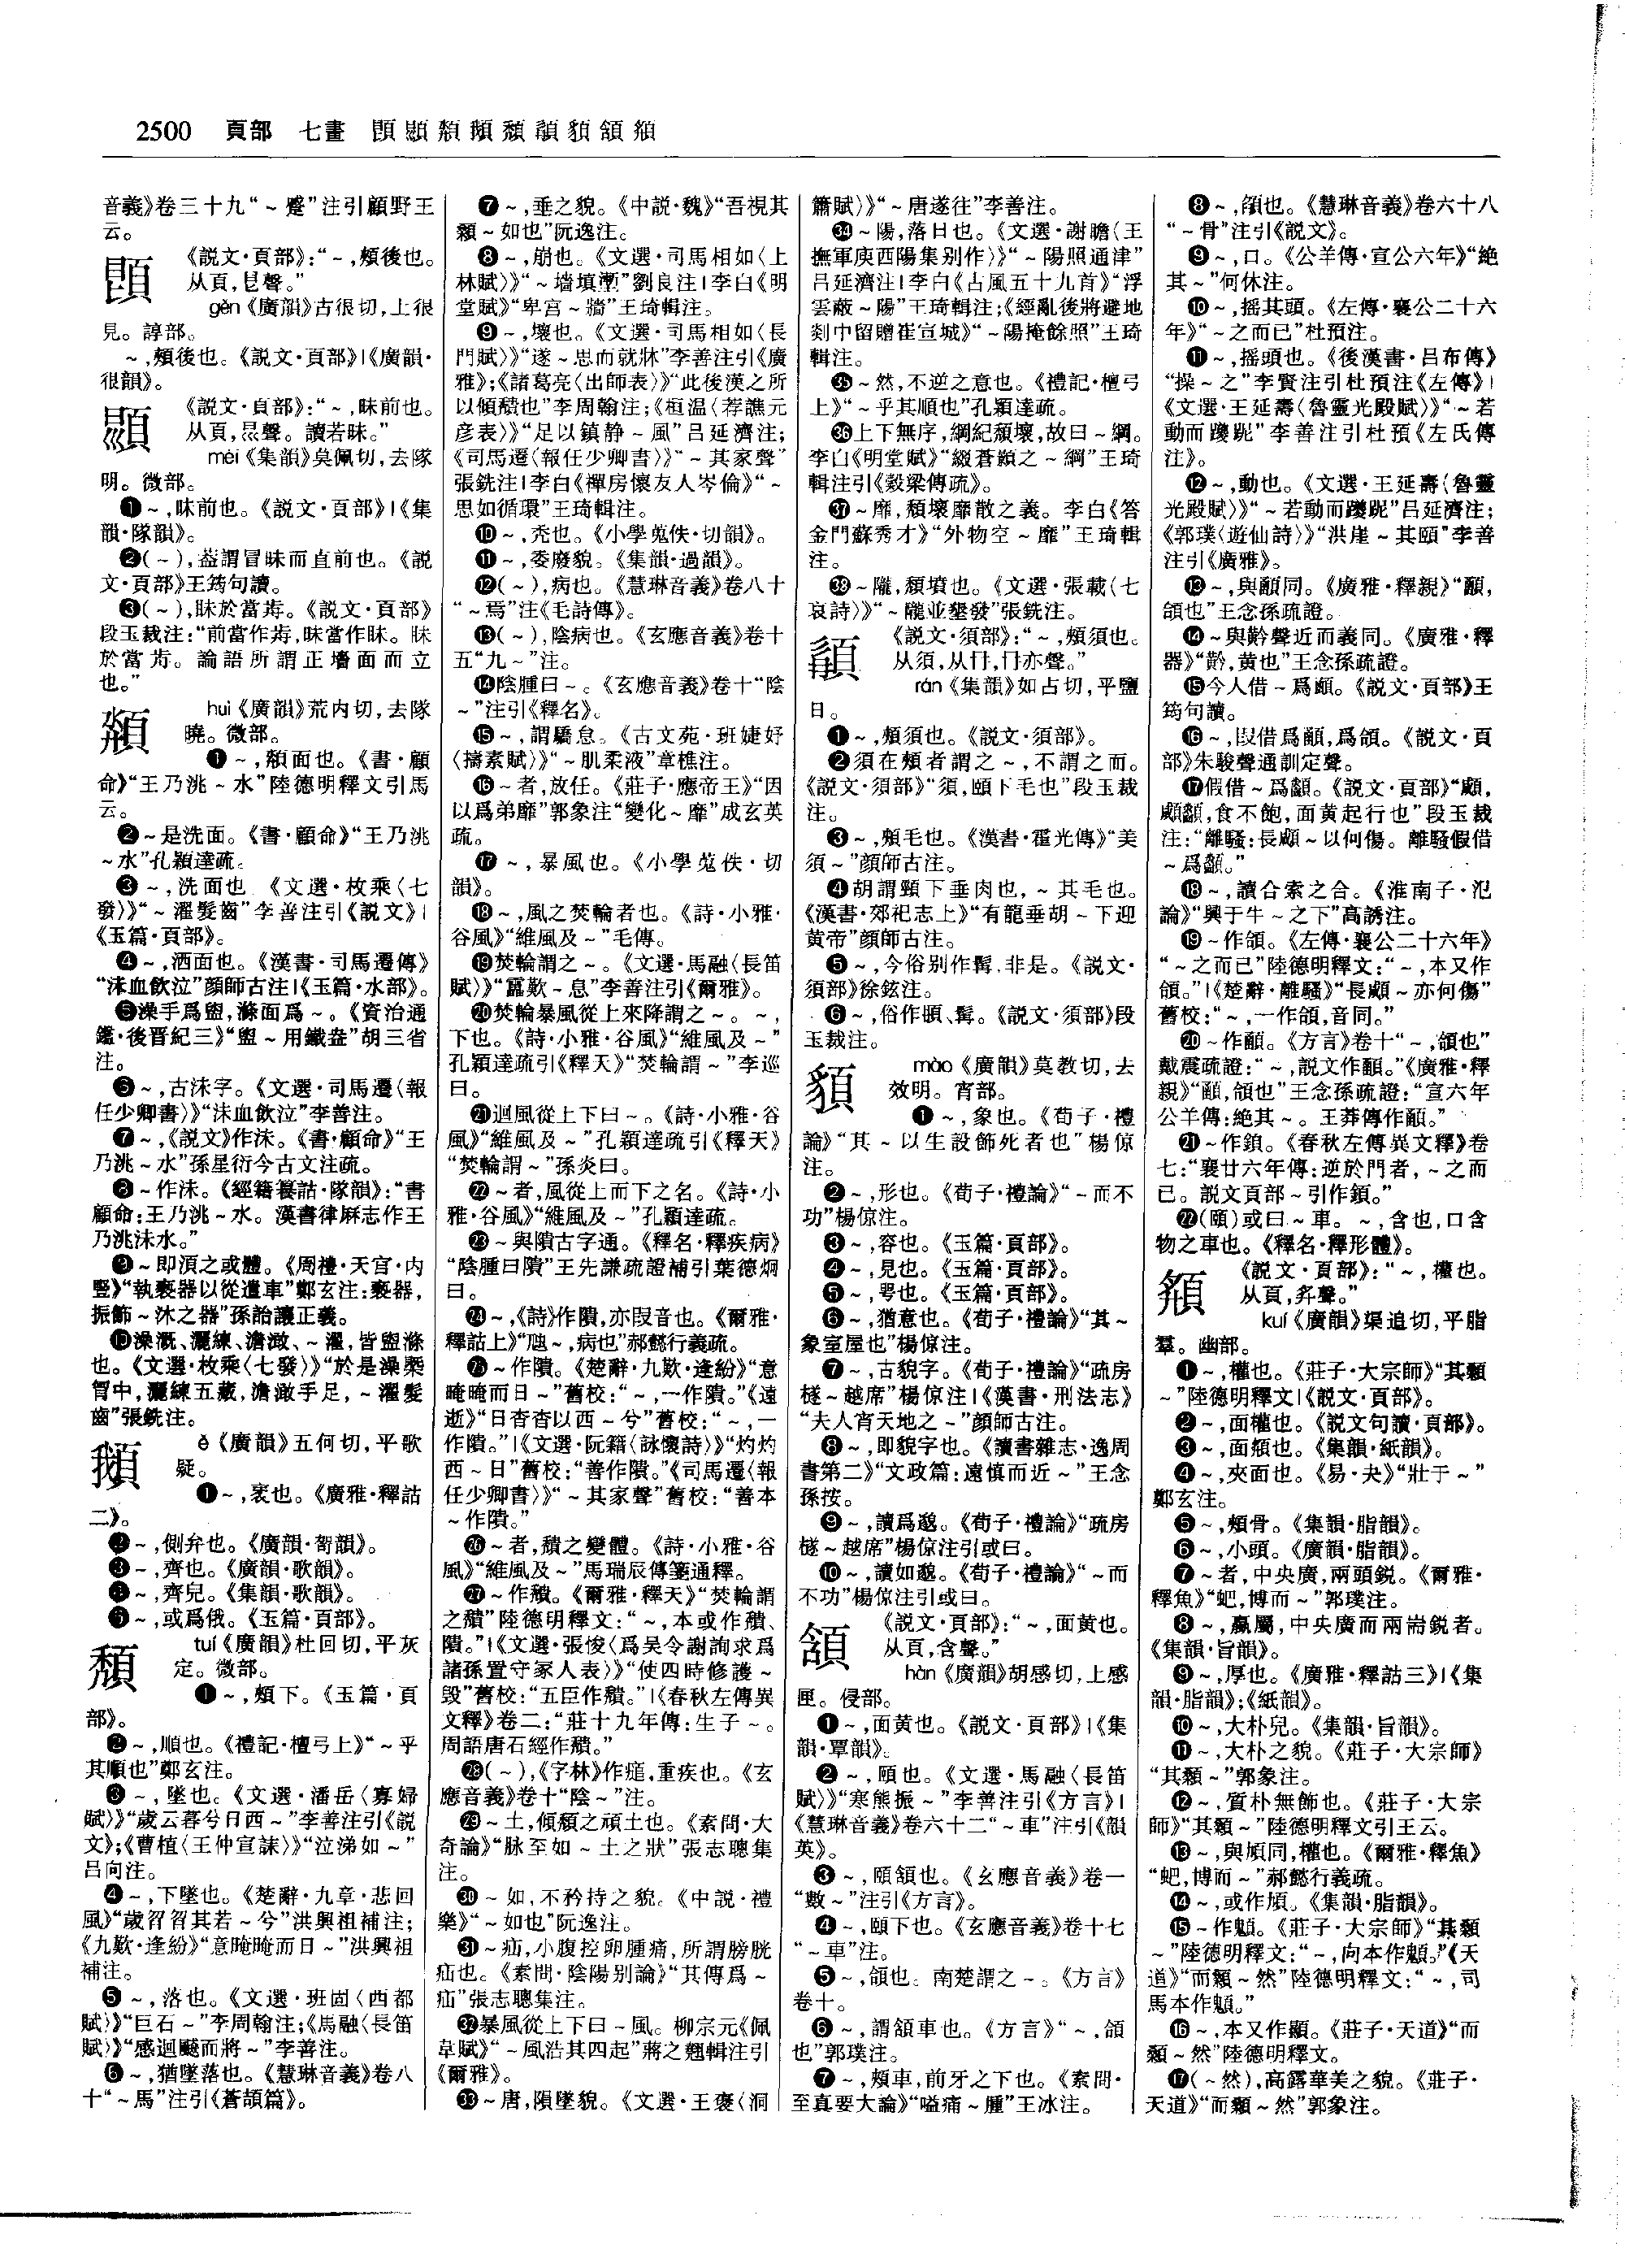 2500 頁部 七畫 䫀顯纇䫤頹䫇䫉頷頯
音義》卷三十九“～蹙”注引顧野王
云。
《説文·頁部》：“～，頰後也。
从頁，㫐聲。”
gěn《廣韻》古很切，上很
見。諄部。
～，頰後也。《説文·頁部》|《廣韻·
很韻》。
《説文·頁部》：“～，昧前也。
从頁，㬎聲。讀若昧。”
mèi《集韻》莫佩切，去隊
明。微部。
❶～，昧前也。《説文·頁部》|《集
韻·隊韻》。
❷(～)，葢謂冒昧而直前也。《説
文·頁部》王筠句讀。
❸(～)，眛於當歬。《説文·頁部》
段玉裁注：“前當作歬，昧當作眛。眛
於當歬。論語所謂正墻面而立
也。”
huì《廣韻》荒内切，去隊
曉。微部。
❶～，頮面也。《書·顧
命》“王乃洮～水”陸德明釋文引馬
云。
❷～是洗面。《書·顧命》“王乃洮
～水”孔穎達疏。
❸～，洗面也《文選·枚乘〈七
發〉》“～濯髮齒”李善注引《説文》|
《玉篇·頁部》。
❹～，洒面也。《漢書·司馬遷傳》
“沬血飲泣”顔師古注|《玉篇·水部》。
❺澡手爲盥，滌面爲～。《資治通
鑑·後晋紀三》“盥～用鐵盎”胡三省
注。
❻～，古沬字。《文選·司馬遷〈報
任少卿書〉》“沬血飲泣”李善注。
❼～，《説文》作沬。《書·顧命》“王
乃洮～水”孫星衍今古文注疏。
❽～作沬。《經籍籑詁·隊韻》：“書
顧命：王乃洮～水。漢書律厤志作王
乃洮沬水。”
❾～即湏之或體。《周禮·天官·内
豎》“執褻器以從遣車”鄭玄注：褻器，
振飾～沐之器”孫詒讓正義。
❿澡溉、灑練、澹澉、～濯，皆盥滌
也。《文選·枚乘〈七發〉》“於是澡槩
胷中，灑練五藏，澹澉手足，～濯髮
齒”張銑注。
é《廣韻》五何切，平歌
疑。
❶～，衺也。《廣雅·釋詁
二》。
❷～，側弁也。《廣韻·哿韻》。
❸～，齊也。《廣韻·歌韻》。
❹～，齊皃。《集韻·歌韻》。
❺～，或爲俄。《玉篇·頁部》。
頹
tuí《廣韻》杜回切，平灰
定。微部。
❶～，頰下。《玉篇·頁
部》。
❷～，順也。《禮記·檀弓上》“～乎
其順也”鄭玄注。
❸～，墜也。《文選·潘岳〈寡婦
賦〉》“歲云暮兮日西～”李善注引《説
文》；《曹植〈王仲宣誄〉》“泣涕如～”
吕向注。
❹～，下墜也。《楚辭·九章·悲回
風》“歲曶曶其若～兮”洪興祖補注；
《九歎·逢紛》“意晻晻而日～”洪興祖
補注。
❺～，落也。《文選·班固〈西都
賦〉》“巨石～”李周翰注；《馬融〈長笛
賦〉》“感迴飈而將～”李善注。
❻～，猶墜落也。《慧琳音義》卷八
十“～馬”注引《蒼頡篇》。
❼～，垂之貌。《中説·魏》“吾視其
顙～如也”阮逸注。
❽～，崩也。《文選·司馬相如〈上
林賦〉》“～墻填壍”劉良注|李白《明
堂賦》“卑宫～牆”王琦輯注。
❾～，壞也。《文選·司馬相如〈長
門賦〉》“遂～思而就牀”李善注引《廣
雅》；《諸葛亮〈出師表〉》“此後漢之所
以傾穨也”李周翰注；《桓温〈荐譙元
彦表〉》“足以鎮静～風”吕延濟注；
《司馬遷〈報任少卿書〉》“～其家聲”
張銑注|李白《禪房懷友人岑倫》“～
思如循環”王琦輯注。
❿～，秃也。《小學蒐佚·切韻》。
⓫～，委廢貌。《集韻·過韻》。
⓬(～)，病也。《慧琳音義》卷八十
“～焉”注《毛詩傳》。
⓭(～)，陰病也。《玄應音義》卷十
五“九～”注。
⓮陰腫曰～。《玄應音義》卷十“陰
～”注引《釋名》。
⓯～，謂驕怠。《古文苑·班婕妤
〈擣素賦〉》“～肌柔液”章樵注。
⓰～者，放任。《莊子·應帝王》“因
以爲弟靡”郭象注“變化～靡”成玄英
疏。
⓱～，暴風也。《小學蒐佚·切
韻》。
⓲～，風之焚輪者也。《詩·小雅·
谷風》“維風及～”毛傳。
⓳焚輪謂之～。《文選·馬融〈長笛
賦〉》“靁歎～息”李善注引《爾雅》。
⓴焚輪暴風從上來降謂之～。～，
下也。《詩·小雅·谷風》“維風及～”
孔穎達疏引《釋天》“焚輪謂～”李巡
曰。
㉑迴風從上下曰～。《詩·小雅·谷
風》“維風及～”孔穎達疏引《釋天》
“焚輪謂～”孫炎曰。
㉒～者，風從上而下之名。《詩·小
雅·谷風》“維風及～”孔穎達疏。
㉓～與隤古字通。《釋名·釋疾病》
“陰腫曰隤”王先謙疏證補引葉德炯
曰。
㉔～，《詩》作隤，亦叚音也。《爾雅·
釋詁上》“虺～，病也”郝懿行義疏。
㉕～作隤。《楚辭·九歎·逢紛》“意
晻晻而日～”舊校：“～，一作隤。”《遠
逝》“日杳杳以西～兮”舊校：“～，一
作隤。”|《文選·阮籍〈詠懷詩〉》“灼灼
西～日”舊校：“善作隤。”《司馬遷〈報
任少卿書〉》“～其家聲”舊校：“善本
～作隤。”
㉖～者，穨之變體。《詩·小雅·谷
風》“維風及～”馬瑞辰傳箋通釋。
㉗～作穨。《爾雅·釋天》“焚輪謂
之穨”陸德明釋文：“～，本或作穨、
隤。”|《文選·張悛〈爲吴令謝詢求爲
諸孫置守冢人表〉》“使四時修護～
毁”舊校：“五臣作穨。”|《春秋左傳異
文釋》卷二：“莊十九年傳：生子～。
周語唐石經作穨。”
㉘(～)，《字林》作㿉，重疾也。《玄
應音義》卷十“陰～”注。
㉙～土，傾頹之頑土也。《素問·大
奇論》“脉至如～土之狀”張志聰集
注。
㉚～如，不矜持之貌。《中説·禮
樂》“～如也”阮逸注。
㉛～疝，小腹控卵腫痛，所謂膀胱
疝也。《素問·陰陽别論》“其傳爲～
疝”張志聰集注。
㉜暴風從上下曰～風。柳宗元《佩
韋賦》“～風浩其四起”蔣之翹輯注引
《爾雅》。
㉝～唐，隕墜貌。《文選·王褒〈洞
簫賦〉》“～唐遂往”李善注。
㉞～陽，落日也。《文選·謝瞻〈王
撫軍庾西陽集别作〉》“～陽照通津”
吕延濟注|李白《古風五十九首》“浮
雲蔽～陽”王琦輯注；《經亂後將避地
剡中留贈崔宣城》“～陽掩餘照”王琦
輯注。
㉟～然，不逆之意也。《禮記·檀弓
上》“～乎其順也”孔穎達疏。
㊱上下無序，綱紀頹壞，故曰～綱。
李白《明堂賦》“綴蒼顥之～綱”王琦
輯注引《榖梁傳疏》。
㊲～靡，頹壞靡散之義。李白《答
金門蘇秀才》“外物空～靡”王琦輯
注。
㊳～隴，頹墳也。《文選·張載〈七
哀詩〉》“～隴並墾發”張銑注。
《説文·須部》：“～，頰須也。
从須，从冄，冄亦聲。”
rán《集韻》如占切，平鹽
日。
❶～，頰須也。《説文·須部》。
❷須在頰者謂之～，不謂之而。
《説文·須部》“須，頤下毛也”段玉裁
注。
❸～，頰毛也。《漢書·霍光傳》“美
須～”顔師古注。
❹胡謂頸下垂肉也，～其毛也。
《漢書·郊祀志上》“有龍垂胡～下迎
黄帝”顔師古注。
❺～，今俗别作髯，非是。《説文·
須部》徐鉉注。
❻～，俗作䫇、髯。《説文·須部》段
玉裁注。
䫉
mào《廣韻》莫教切，去
效明。宵部。
❶～，象也。《荀子·禮
論》“其～以生設飾死者也”楊倞
注。
❷～，形也。《荀子·禮論》“～而不
功”楊倞注。
❸～，容也。《玉篇·頁部》。
❹～，見也。《玉篇·頁部》。
❺～，㖾也。《玉篇·頁部》。
❻～，猶意也。《荀子·禮論》“其～
象室屋也”楊倞注。
❼～，古貌字。《荀子·禮論》“疏房
檖～越席”楊倞注|《漢書·刑法志》
“夫人宵天地之～”顔師古注。
❽～，即貌字也。《讀書雜志·逸周
書第二》“文政篇：遠慎而近～”王念
孫按。
❾～，讀爲邈。《荀子·禮論》“疏房
檖～越席”楊倞注引或曰。
❿～，讀如邈。《荀子·禮論》“～而
不功”楊倞注引或曰。
頷
《説文·頁部》：“～，面黄也。
从頁，含聲。”
hàn《廣韻》胡感切，上感
匣。侵部。
❶～，面黄也。《説文·頁部》|《集
韻·覃韻》。
❷～，頤也。《文選·馬融〈長笛
賦〉》“寒熊振～”李善注引《方言》|
《慧琳音義》卷六十二“～車”注引《韻
英》。
❸～，頤頷也。《玄應音義》卷一
“數～”注引《方言》。
❹～，頤下也。《玄應音義》卷十七
“～車”注。
❺～，頜也。南楚謂之～。《方言》
卷十。
❻～，謂頷車也。《方言》“～，頜
也”郭璞注。
❼～，頰車，前牙之下也。《素問·
至真要大論》“嗌痛～腫”王冰注。
❽～，頜也。《慧琳音義》卷六十八
“～骨”注引《説文》。
❾～，口。《公羊傳·宣公六年》“絶
其～”何休注。
❿～，摇其頭。《左傳·襄公二十六
年》“～之而已”杜預注。
⓫～，摇頭也。《後漢書·吕布傳》
“操～之”李賢注引杜預注《左傳》|
《文選·王延壽〈魯靈光殿賦〉》“～若
動而躨跜”李善注引杜預《左氏傳
注》。
⓬～，動也。《文選·王延壽〈魯靈
光殿賦〉》“～若動而躨跜”吕延濟注；
《郭璞〈遊仙詩〉》“洪崖～其頤”李善
注引《廣雅》。
⓭～，與顄同。《廣雅·釋親》“顄，
頜也”王念孫疏證。
⓮～與黅聲近而義同。《廣雅·釋
器》“黅，黄也”王念孫疏證。
⓯今人借～爲顄。《説文·頁部》王
筠句讀。
⓰～，叚借爲顄，爲頜。《説文·頁
部》朱駿聲通訓定聲。
⓱假借～爲顲。《説文·頁部》“顑，
顑顲，食不飽，面黄起行也”段玉裁
注：“離騷：長顑～以何傷。離騷假借
～爲顲。”
⓲～，讀合索之合。《淮南子·氾
論》“興于牛～之下”高誘注。
⓳～作頜。《左傳·襄公二十六年》
“～之而已”陸德明釋文：“～，本又作
頜。”|《楚辭·離騷》“長顑～亦何傷”
舊校：“～，一作頜，音同。”
⓴～作顄。《方言》卷十“～，頜也”
戴震疏證：“～，説文作顄。”《廣雅·釋
親》“顄，頜也”王念孫疏證：“宣六年
公羊傳：絶其～。王莽傳作顄。”
㉑～作鎮。《春秋左傳異文釋》卷
七：“襄廿六年傳：逆於門者，～之而
已。説文頁部～引作鎮。”
㉒(頤)或曰～車。～，含也，口含
物之車也。《釋名·釋形體》。
頯
《説文·頁部》：“～，權也。
从頁，𠬞聲。”
kuí《廣韻》渠追切，平脂
羣。幽部。
❶～，權也。《莊子·大宗師》“其顙
～”陸德明釋文|《説文·頁部》。
❷～，面權也。《説文句讀·頁部》。
❸～，面頯也。《集韻·紙韻》。
❹～，夾面也。《易·夬》“壯于～”
鄭玄注。
❺～，頰骨。《集韻·脂韻》。
❻～，小頭。《廣韻·脂韻》。
❼～者，中央廣，兩頭鋭。《爾雅·
釋魚》“蚆，博而～”郭璞注。
❽～，蠃屬，中央廣而兩耑鋭者。
《集韻·旨韻》。
❾～，厚也。《廣雅·釋詁三》|《集
韻·脂韻》；《紙韻》。
❿～，大朴皃。《集韻·旨韻》。
⓫～，大朴之貌。《莊子·大宗師》
“其顙～”郭象注。
⓬～，質朴無飾也。《莊子·大宗
師》“其顙～”陸德明釋文引王云。
⓭～，與頄同，權也。《爾雅·釋魚》
“蚆，博而～”郝懿行義疏。
⓮～，或作頄。《集韻·脂韻》。
⓯～作魁。《莊子·大宗師》“其顙
～”陸德明釋文：“～，向本作魁。”《天
道》“而顙～然”陸德明釋文：“～，司
馬本作魁。”
⓰～，本又作顯。《莊子·天道》“而
顙～然”陸德明釋文。
⓱(～然)，高露華美之貌。《莊子·
天道》“而顙～然”郭象注。